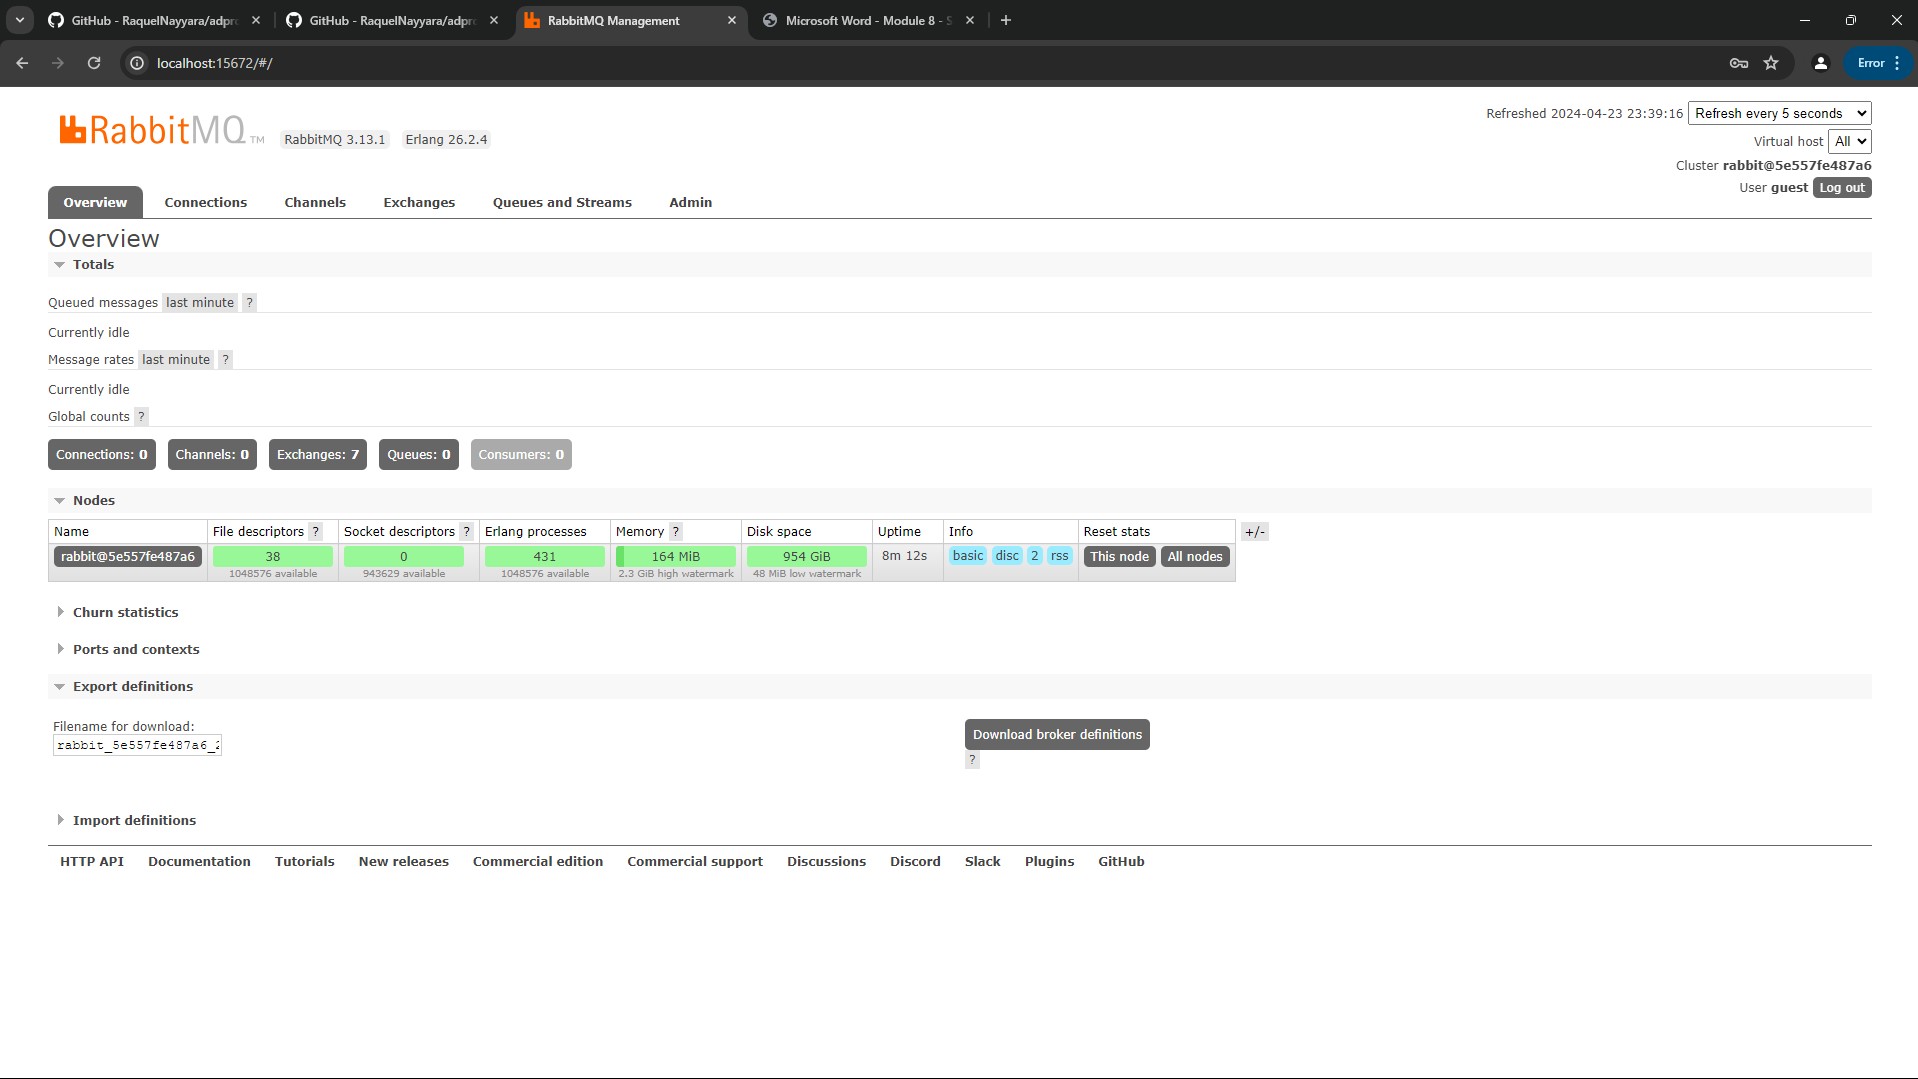 GitHub - RaquelNayyara/adpro
GitHub - RaquelNayyara/adpro
RabbitMQ Management
Microsoft Word - Module 8 - S
localhost:15672/#/
Error
RabbitMQ TM
RabbitMQ 3.13.1
Erlang 26.2.4
Refreshed 2024-04-23 23:39:16
Refresh every 5 seconds
Virtual host All
Cluster rabbit@5e557fe487a6
User guest Log out
Overview
Connections
Channels
Exchanges
Queues and Streams
Admin
Overview
Totals
Queued messages last minute ?
Currently idle
Message rates last minute ?
Currently idle
Global counts ?
Connections: 0
Channels: 0
Exchanges: 7
Queues: 0
Consumers: 0
Nodes
Name File descriptors ? Socket descriptors ? Erlang processes Memory ? Disk space Uptime Info Reset stats +/-
rabbit@5e557fe487a6 38 0 431 164 MiB 954 GiB 8m 12s basic disc 2 rss This node All nodes
1048576 available 943629 available 1048576 available 2.3 GiB high watermark 48 MiB low watermark
Churn statistics
Ports and contexts
Export definitions
Filename for download:
rabbit_5e557fe487a6_2
Download broker definitions
?
Import definitions
HTTP API Documentation Tutorials New releases Commercial edition Commercial support Discussions Discord Slack Plugins GitHub